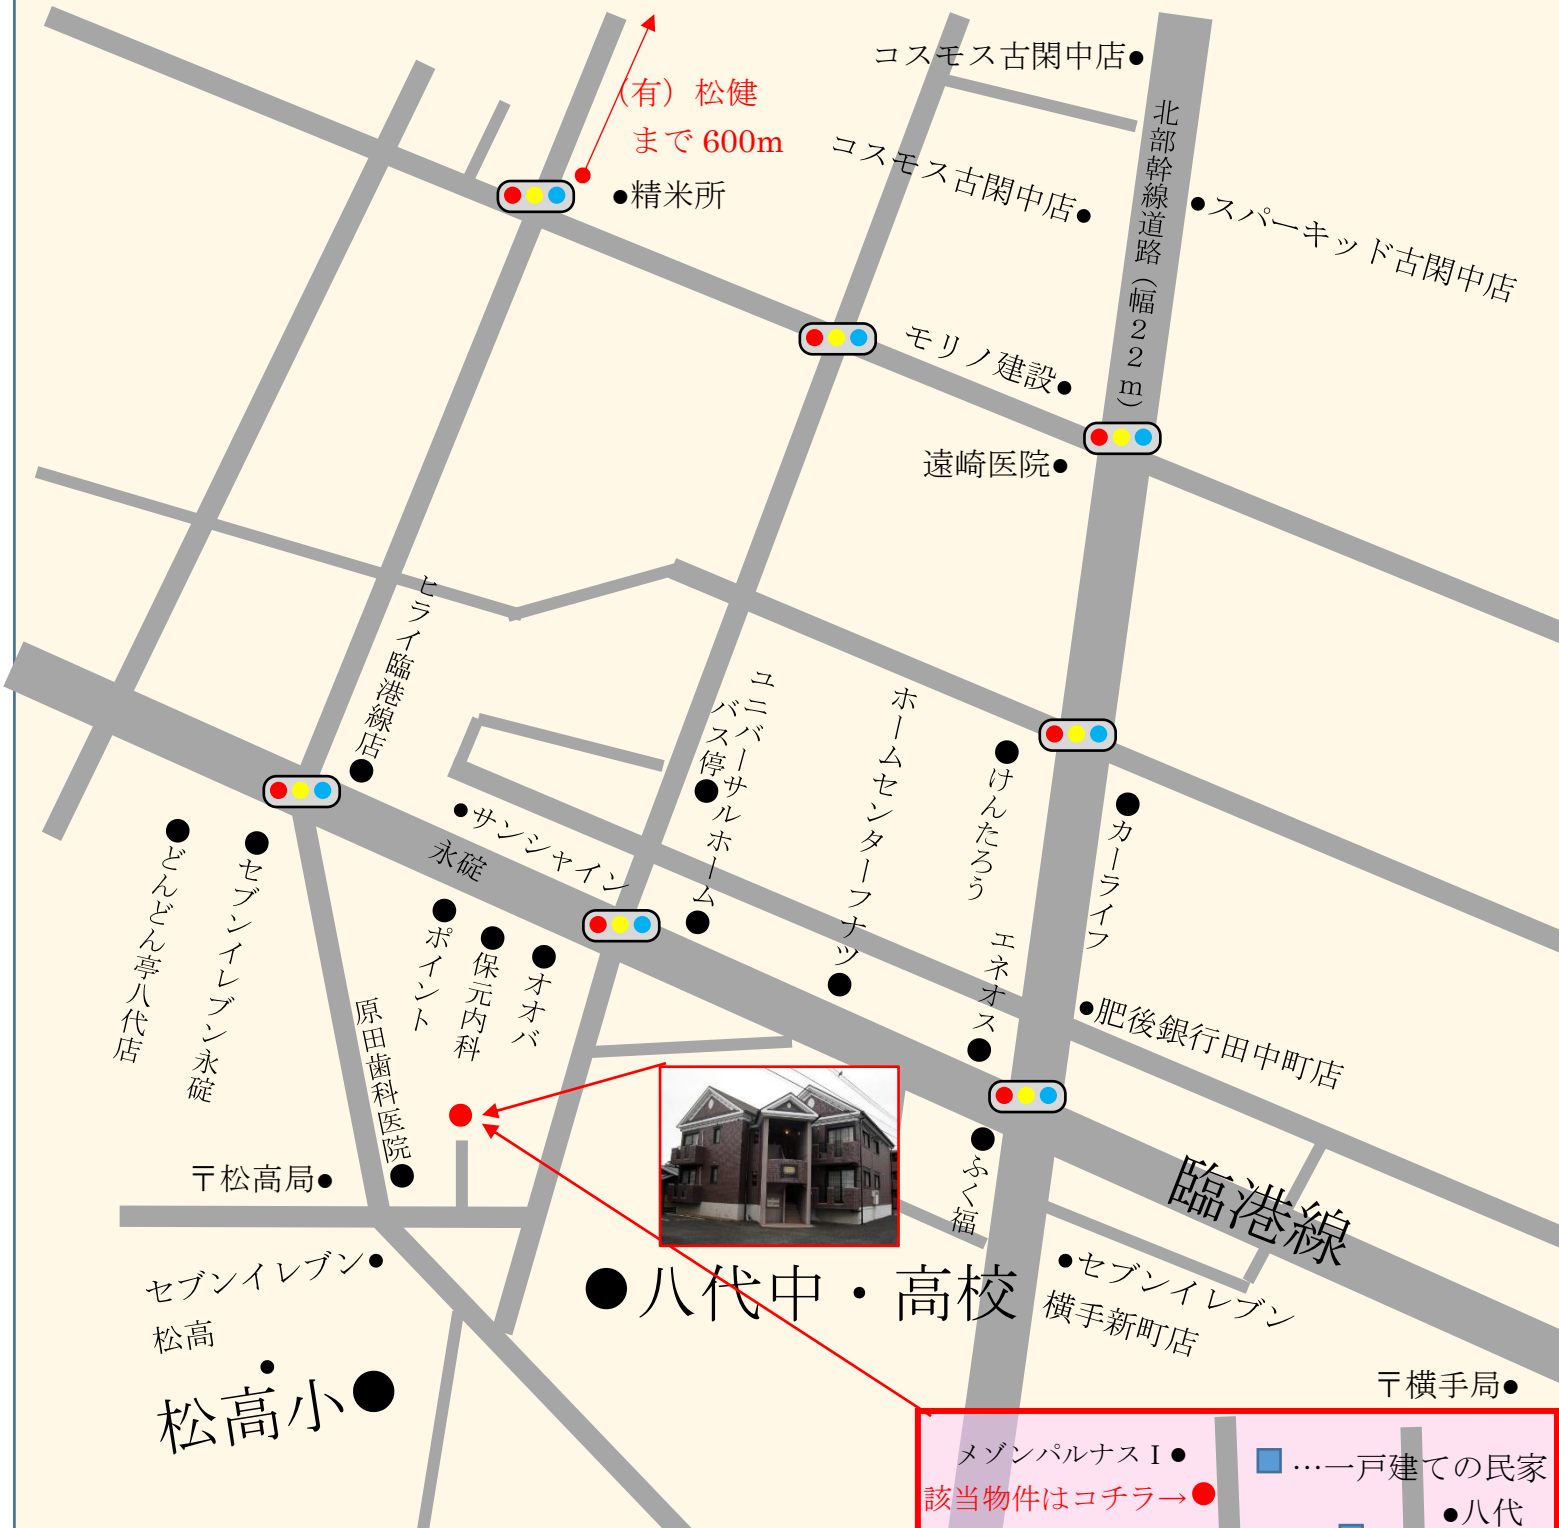 コスモス古閑中店●
（有）松健
まで 600m
北部幹線道路（幅２２ｍ）
コスモス古閑中店●
●精米所
●スパーキッド古閑中店
モリノ建設●
遠崎医院●
ヒライ臨港線店
ユニバーサルホーム
バス停
ホームセンターフナツ
けんたろう
カーライフ
●サンシャイン
永碇
どんどん亭八代店
セブンイレブン永碇
ポイント
保元内科
オオバ
エネオス
●肥後銀行田中町店
原田歯科医院
〒松高局●
ふく福
臨港線
セブンイレブン●
松高
●八代中・高校
●セブンイレブン
横手新町店
松高小●
〒横手局●
メゾンパルナスⅠ●
…一戸建ての民家
該当物件はコチラ→●
●八代